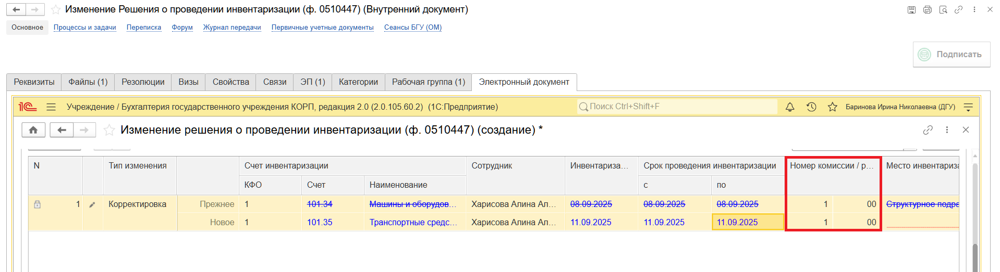 Изменение Решения о проведении инвентаризации (ф. 0510447) (Внутренний документ)
Основное Процессы и задачи Переписка Форум Журнал передачи Первичные учетные документы Сеансы БГУ (ОМ)
Подписать
Реквизиты Файлы (1) Резолюции Визы Свойства Связи ЭП (1) Категории Рабочая группа (1) Электронный документ
1С Учреждение / Бухгалтерия государственного учреждения КОРП, редакция 2.0 (2.0.105.60.2) (1С:Предприятие) Поиск Ctrl+Shift+F Баринова Ирина Николаевна (ДГУ)
Изменение решения о проведении инвентаризации (ф. 0510447) (создание) *
N Тип изменения Счет инвентаризации Сотрудник Инвентариза... Срок проведения инвентаризации Номер комиссии / р... Место инвентариза
КФО Счет Наименование с по
1 Корректировка Прежнее 1 101.34 Машины и оборудов... Харисова Алина Ал... 08.09.2025 08.09.2025 08.09.2025 1 00 Структурное подра
Новое 1 101.35 Транспортные средс... Харисова Алина Ал... 11.09.2025 11.09.2025 11.09.2025 1 00